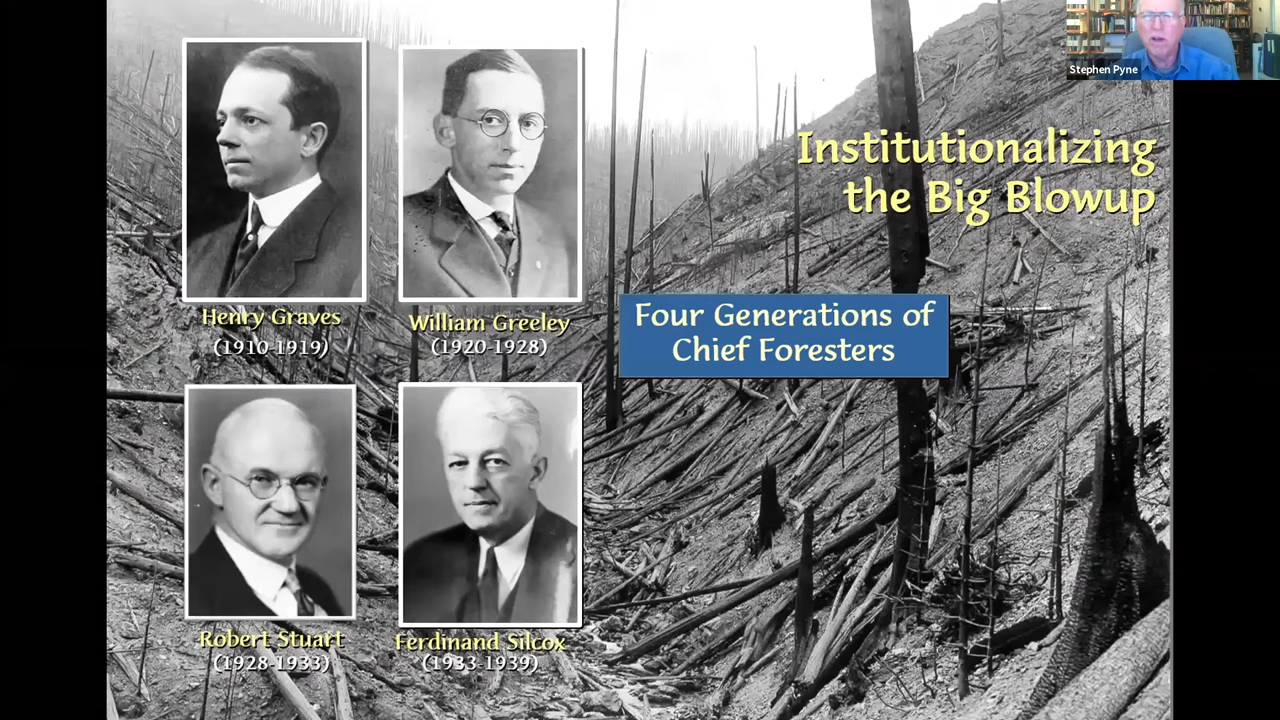 Stephen Pyne
Institutionalizing
the Big Blowup
Four Generations of
Chief Foresters
Henry Graves
(1910-1919)
William Greeley
(1920-1928)
Robert Stuart
(1928-1933)
Ferdinand Silcox
(1933-1939)